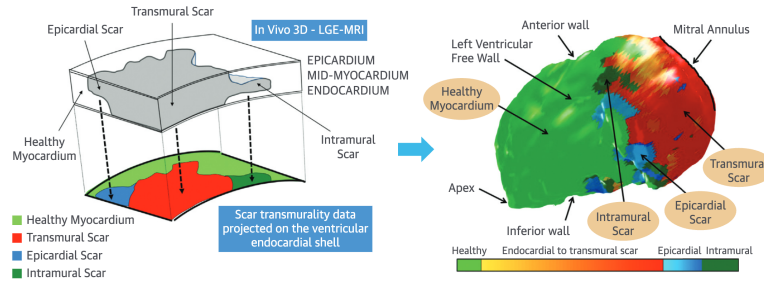 Transmural Scar
Epicardial Scar
In Vivo 3D - LGE-MRI
EPICARDIUM
MID-MYOCARDIUM
ENDOCARDIUM
Healthy
Myocardium
Intramural
Scar
Scar transmurality data
projected on the ventricular
endocardial shell
Healthy Myocardium
Transmural Scar
Epicardial Scar
Intramural Scar
Anterior wall
Mitral Annulus
Left Ventricular
Free Wall
Healthy
Myocardium
Transmura
Scar
Apex
Epicardial
Scar
Intramural
Scar
Inferior wall
Healthy Endocardial to transmural scar Epicardial Intramural